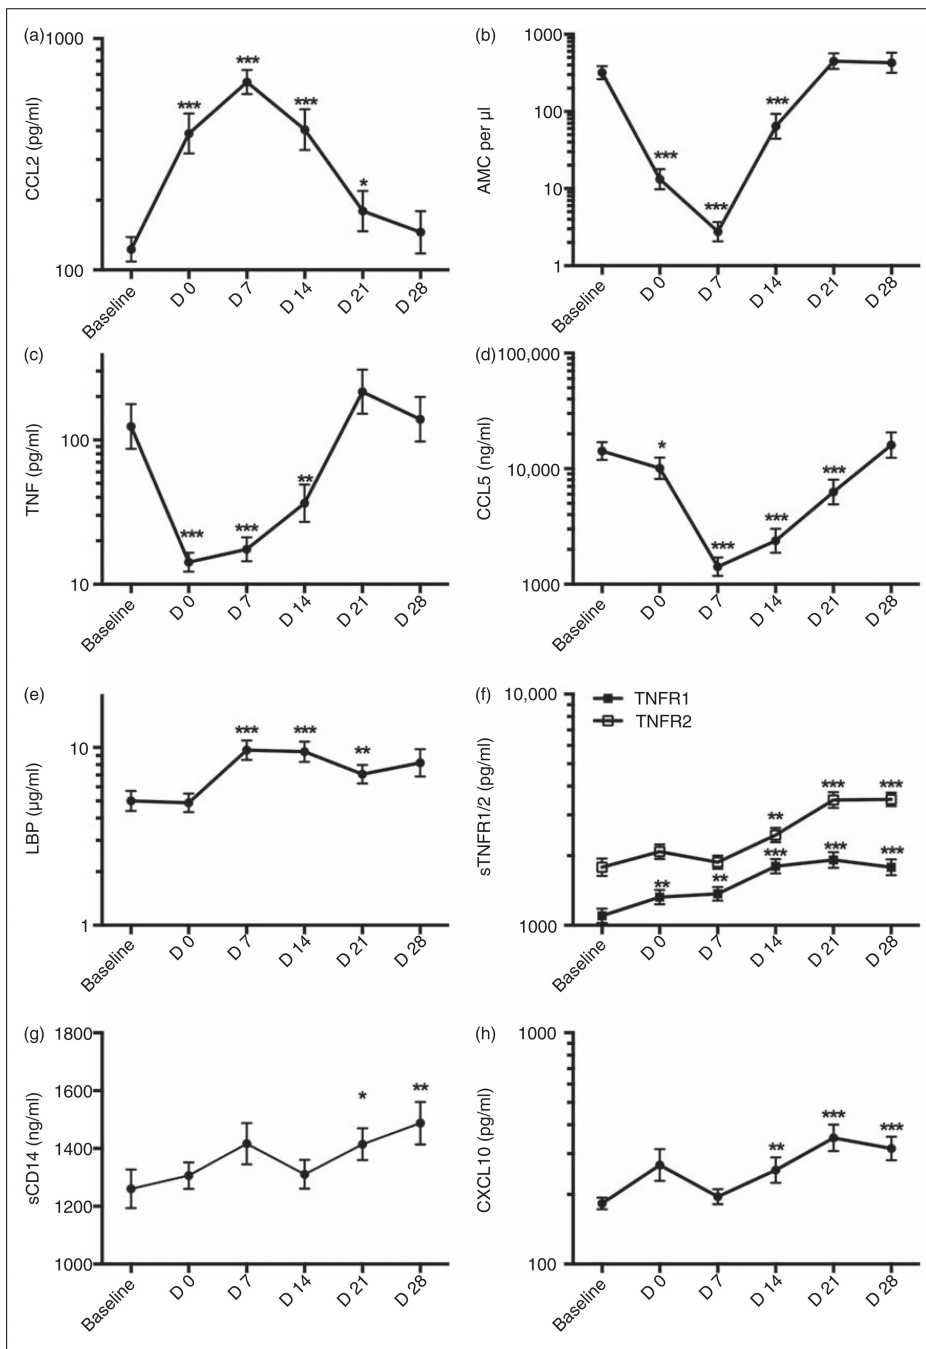 (a)
1000
***
***
***
*
CCL2 (pg/ml)
100
Baseline
D 0
D 7
D 14
D 21
D 28
(b)
1000
100
10
1
***
***
***
AMC per µl
Baseline
D 0
D 7
D 14
D 21
D 28
(c)
100
10
***
***
**
TNF (pg/ml)
Baseline
D 0
D 7
D 14
D 21
D 28
(d)
100,000
10,000
1000
*
***
***
***
CCL5 (ng/ml)
Baseline
D 0
D 7
D 14
D 21
D 28
(e)
10
1
***
***
**
LBP (µg/ml)
Baseline
D 0
D 7
D 14
D 21
D 28
(f)
10,000
1000
TNFR1
TNFR2
**
***
***
**
**
***
***
***
sTNFR1/2 (pg/ml)
Baseline
D 0
D 7
D 14
D 21
D 28
(g)
1800
1600
1400
1200
1000
*
**
sCD14 (ng/ml)
Baseline
D 0
D 7
D 14
D 21
D 28
(h)
1000
100
**
***
***
CXCL10 (pg/ml)
Baseline
D 0
D 7
D 14
D 21
D 28